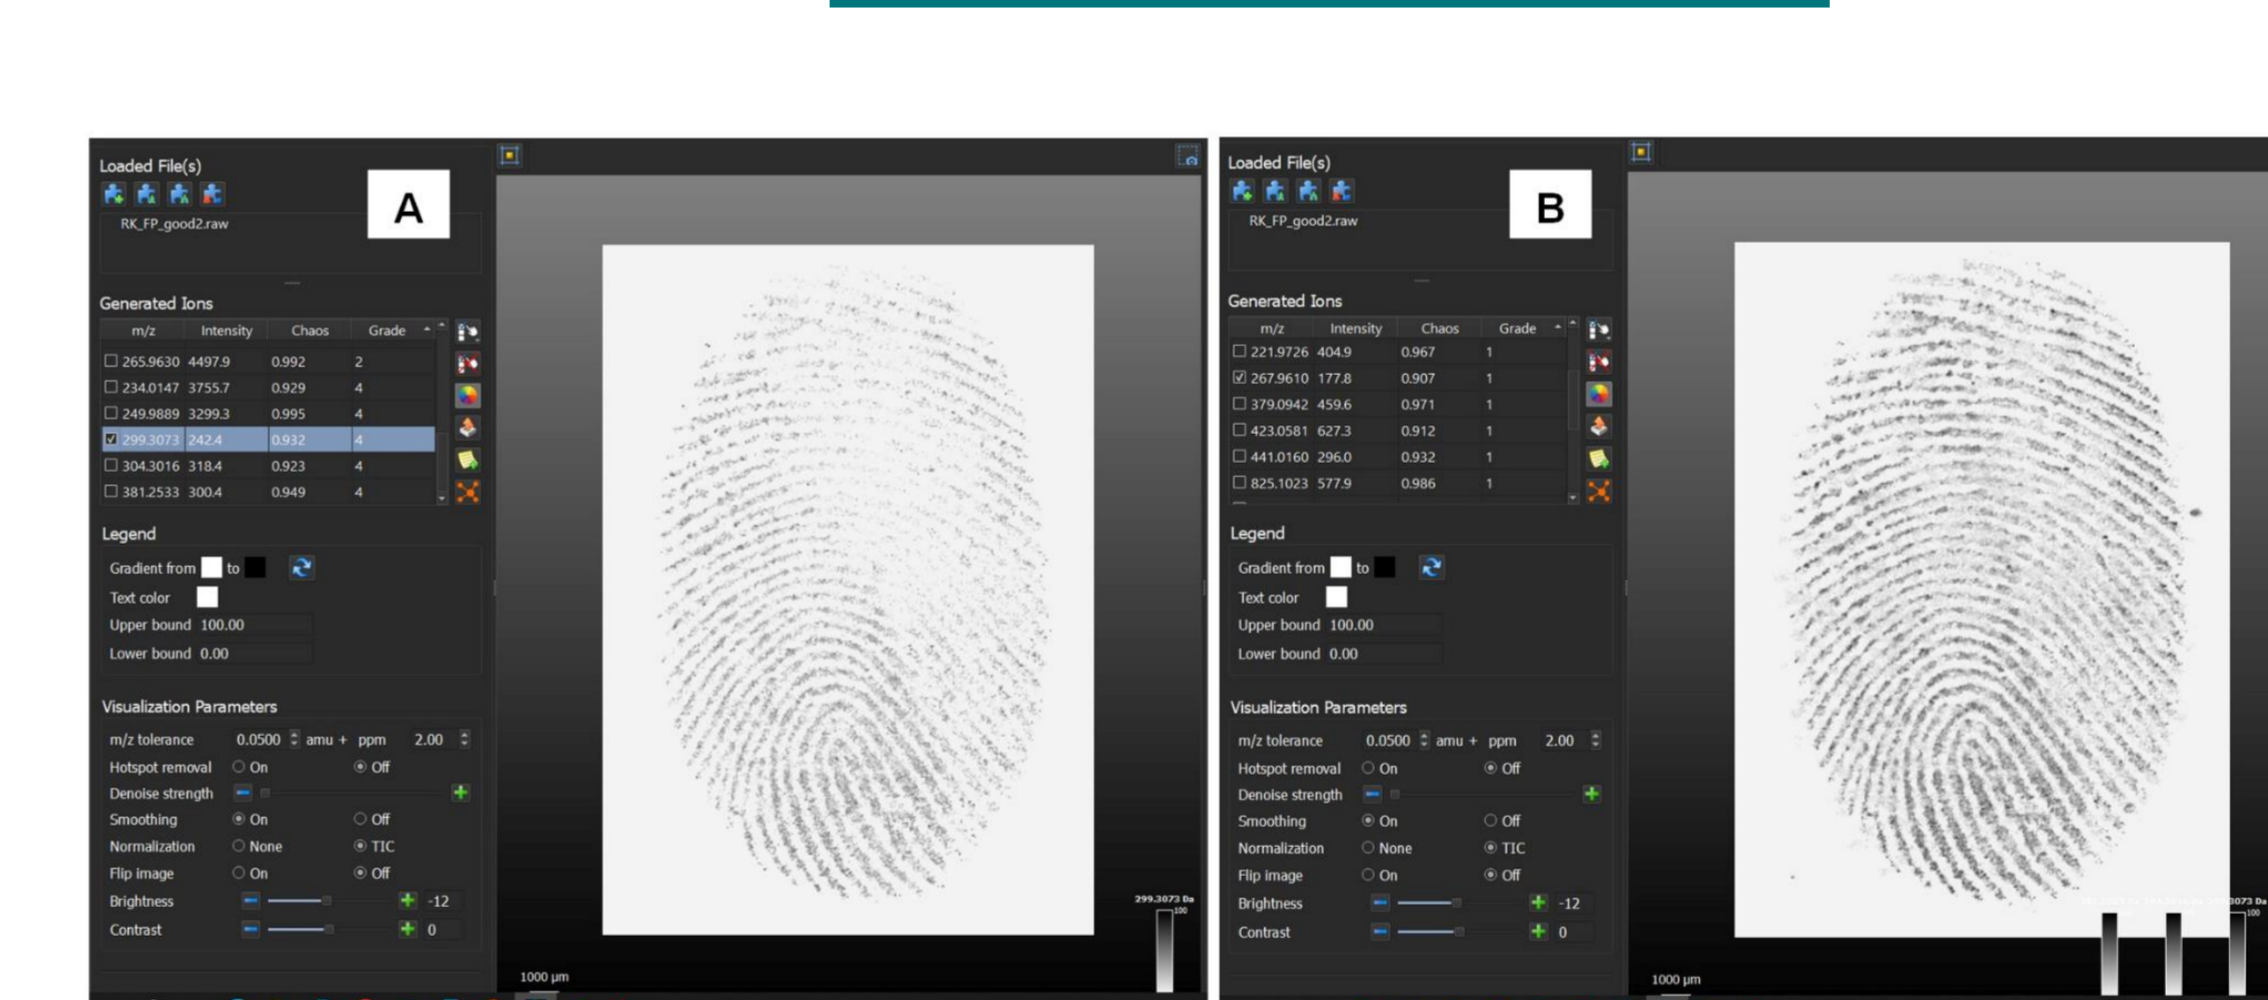 Loaded File(s)
A
RK_FP_good2.raw
Generated Ions
m/z Intensity Chaos Grade
265.9630 4497.9 0.992 2
234.0147 3755.7 0.929 4
249.9889 3299.3 0.995 4
299.3073 242.4 0.932 4
304.3016 318.4 0.923 4
381.2533 300.4 0.949 4
Legend
Gradient from to
Text color
Upper bound 100.00
Lower bound 0.00
Visualization Parameters
m/z tolerance 0.0500 amu + ppm 2.00
Hotspot removal On Off
Denoise strength
Smoothing On Off
Normalization None TIC
Flip image On Off
Brightness -12
Contrast 0
1000 µm
299.3073 Da
100
Loaded File(s)
B
RK_FP_good2.raw
Generated Ions
m/z Intensity Chaos Grade
221.9726 404.9 0.967 1
267.9610 177.8 0.907 1
379.0942 459.6 0.971 1
423.0581 627.3 0.912 1
441.0160 296.0 0.932 1
825.1023 577.9 0.986 1
Legend
Gradient from to
Text color
Upper bound 100.00
Lower bound 0.00
Visualization Parameters
m/z tolerance 0.0500 amu + ppm 2.00
Hotspot removal On Off
Denoise strength
Smoothing On Off
Normalization None TIC
Flip image On Off
Brightness -12
Contrast 0
1000 µm
3073 Da
100